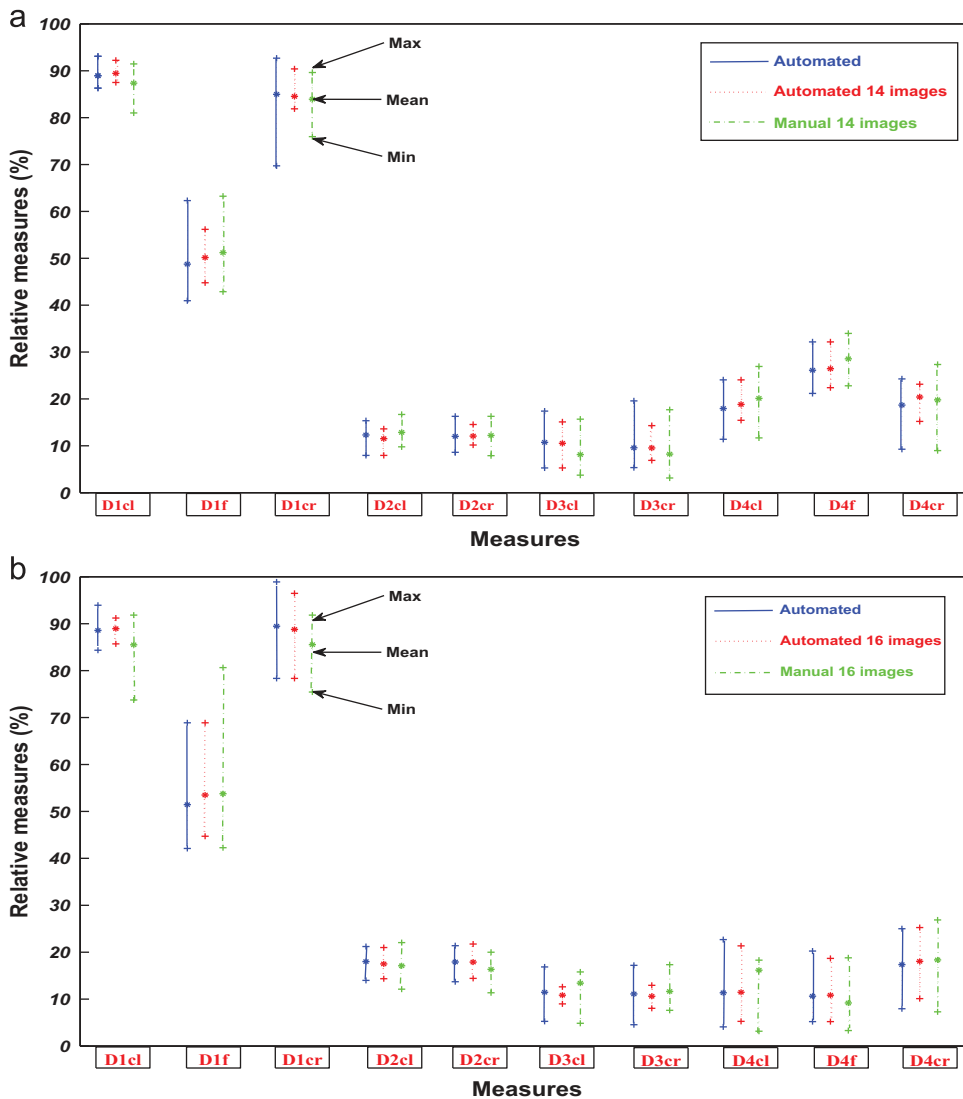 a
Relative measures (%)
100
90
80
70
60
50
40
30
20
10
0
Max
Mean
Min
Automated
Automated 14 images
Manual 14 images
D1cl D1f D1cr D2cl D2cr D3cl D3cr D4cl D4f D4cr
Measures
b
Relative measures (%)
100
90
80
70
60
50
40
30
20
10
0
Max
Mean
Min
Automated
Automated 16 images
Manual 16 images
D1cl D1f D1cr D2cl D2cr D3cl D3cr D4cl D4f D4cr
Measures